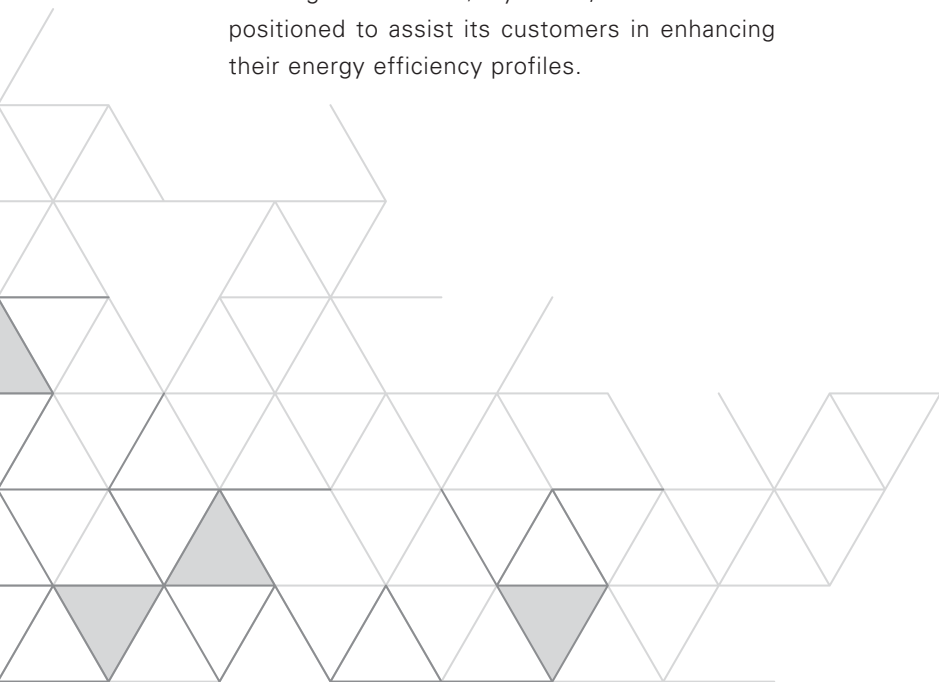 positioned to assist its customers in enhancing
their energy efficiency profiles.